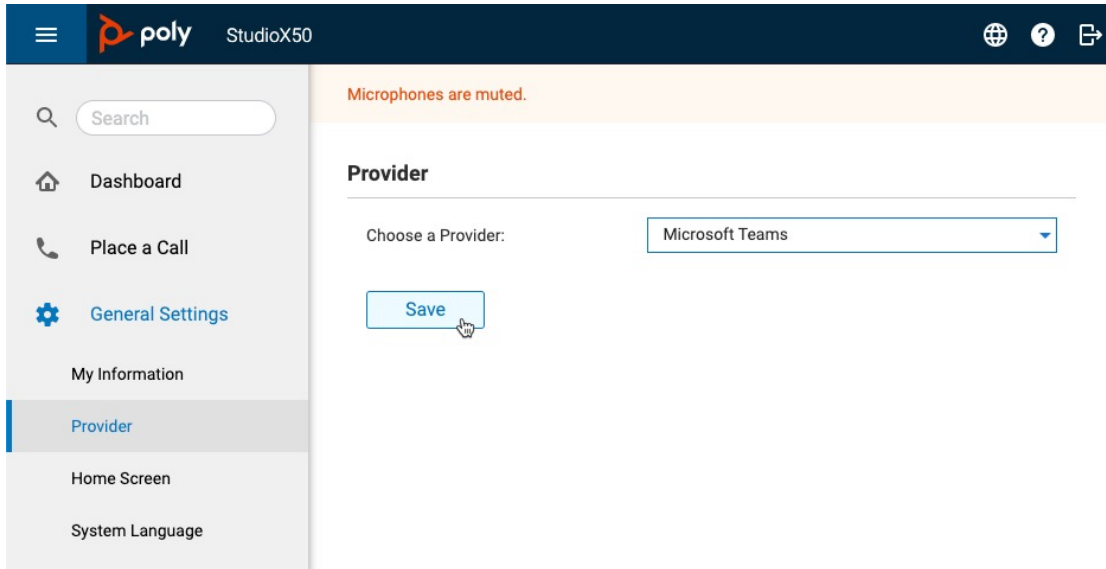 poly StudioX50
Search
Dashboard
Place a Call
General Settings
My Information
Provider
Home Screen
System Language
Microphones are muted.
Provider
Choose a Provider: Microsoft Teams
Save